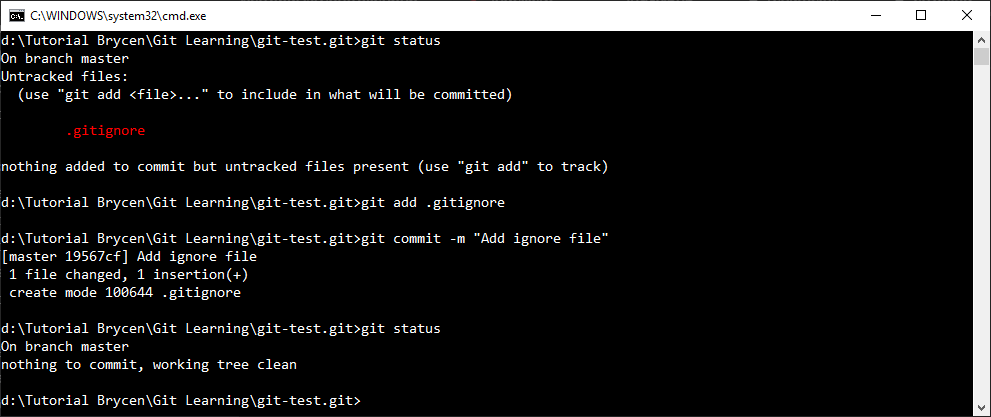 C:\WINDOWS\system32\cmd.exe
d:\Tutorial Brycen\Git Learning\git-test.git>git status
On branch master
Untracked files:
  (use "git add <file>..." to include in what will be committed)
        .gitignore
nothing added to commit but untracked files present (use "git add" to track)
d:\Tutorial Brycen\Git Learning\git-test.git>git add .gitignore
d:\Tutorial Brycen\Git Learning\git-test.git>git commit -m "Add ignore file"
[master 19567cf] Add ignore file
 1 file changed, 1 insertion(+)
 create mode 100644 .gitignore
d:\Tutorial Brycen\Git Learning\git-test.git>git status
On branch master
nothing to commit, working tree clean
d:\Tutorial Brycen\Git Learning\git-test.git>